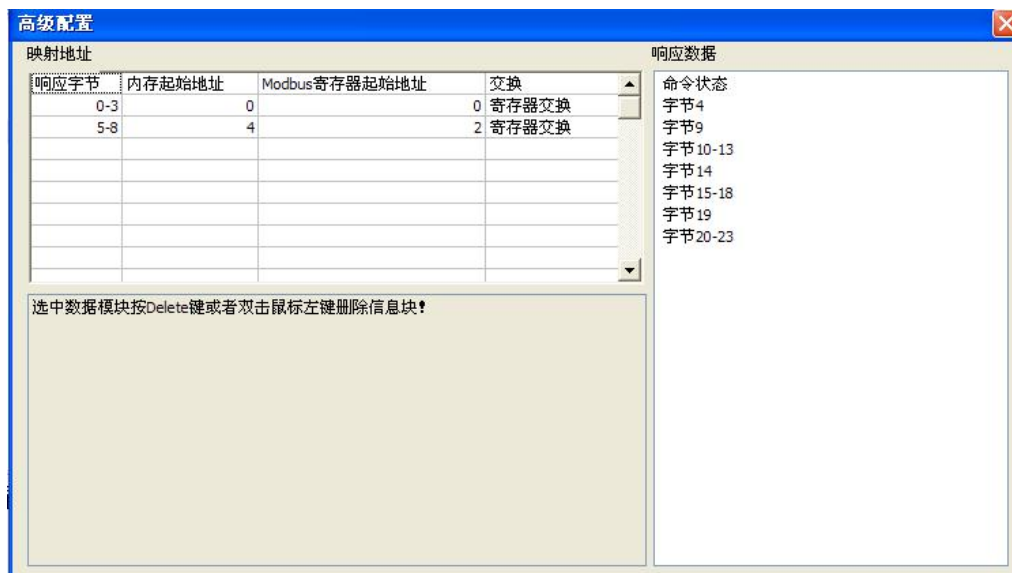 高级配置
映射地址
响应字节 内存起始地址 Modbus寄存器起始地址 交换
0-3 0 0 寄存器交换
5-8 4 2 寄存器交换
选中数据模块按Delete键或者双击鼠标左键删除信息块！
响应数据
命令状态
字节4
字节9
字节10-13
字节14
字节15-18
字节19
字节20-23